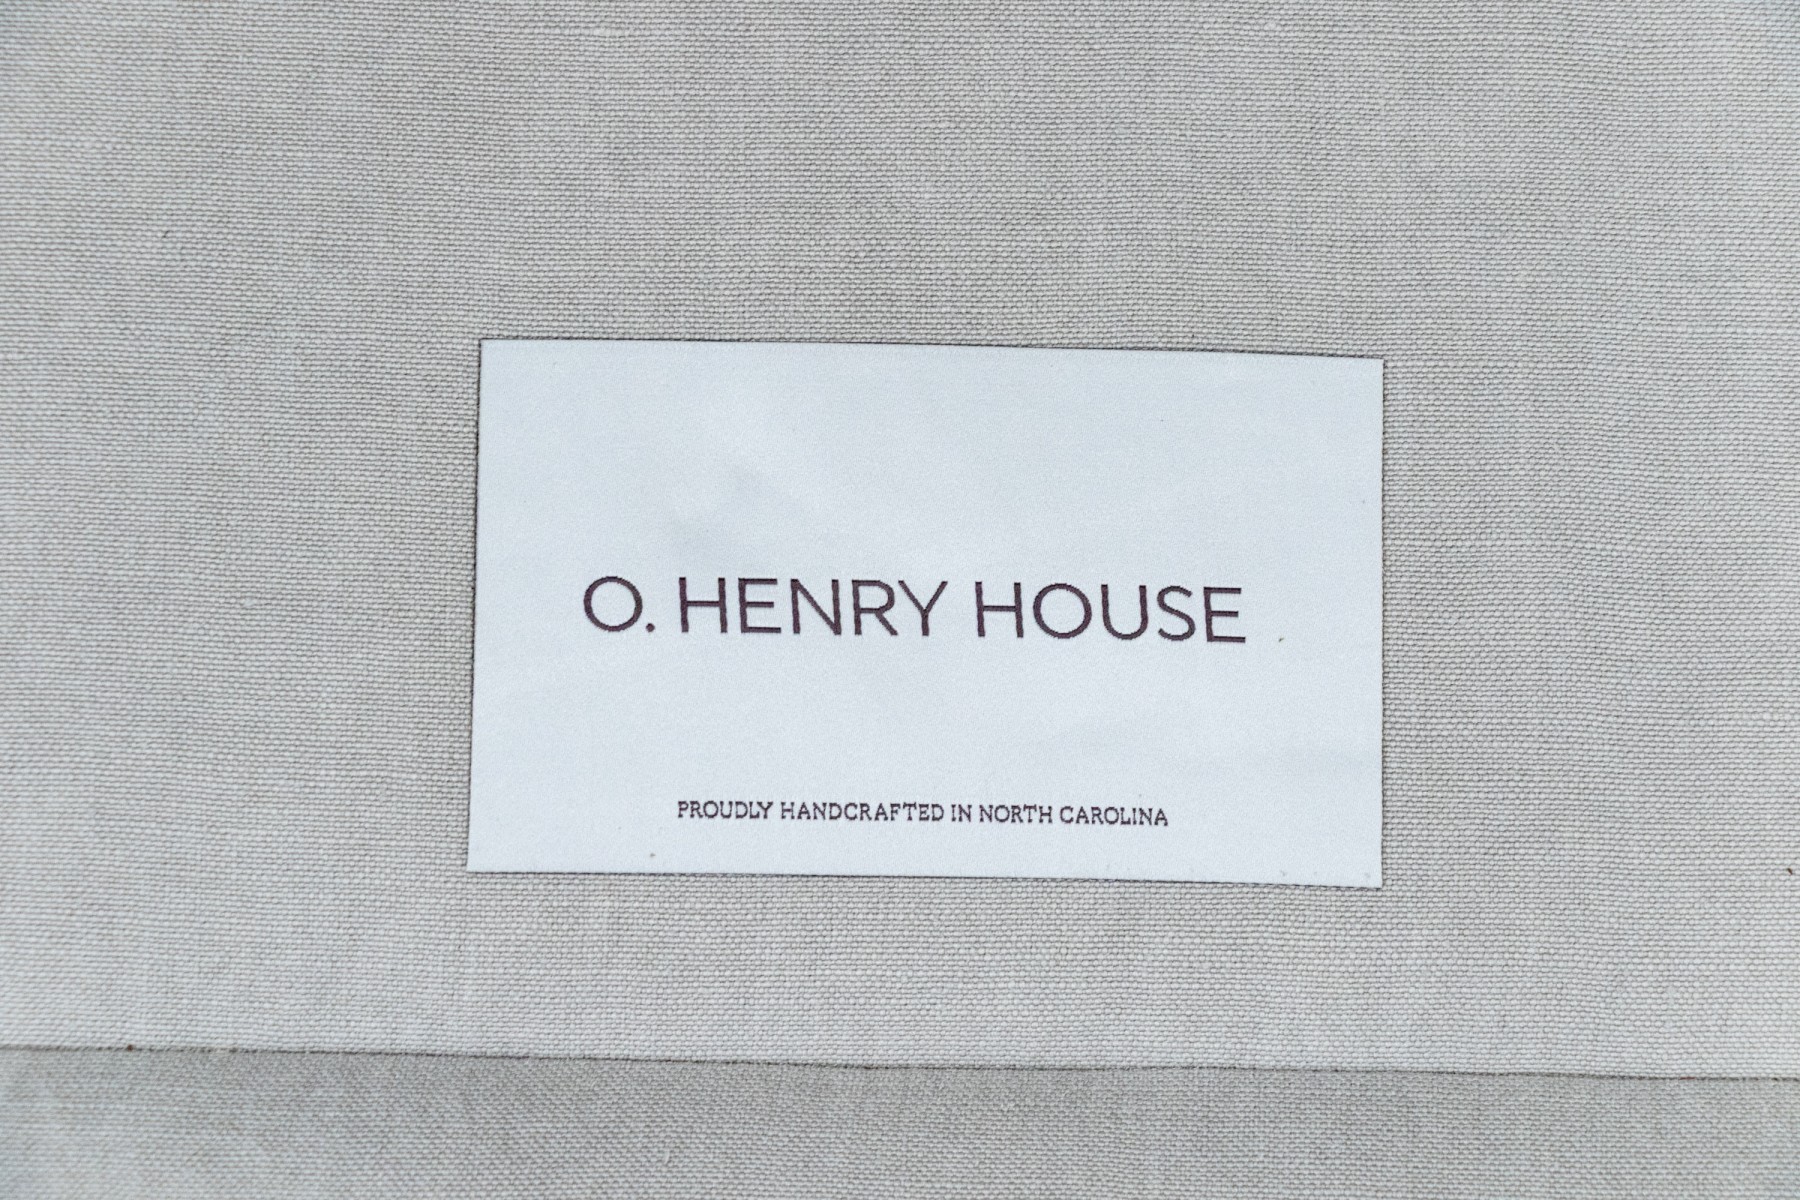 O. HENRY HOUSE
PROUDLY HANDCRAFTED IN NORTH CAROLINA